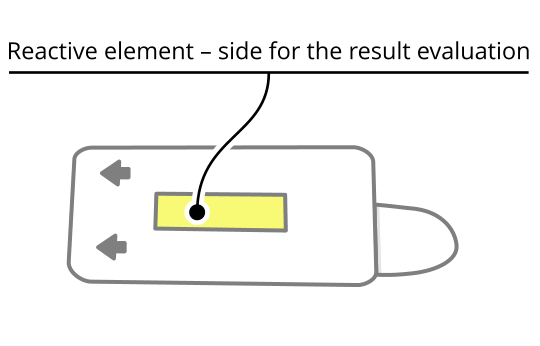 Reactive element – side for the result evaluation